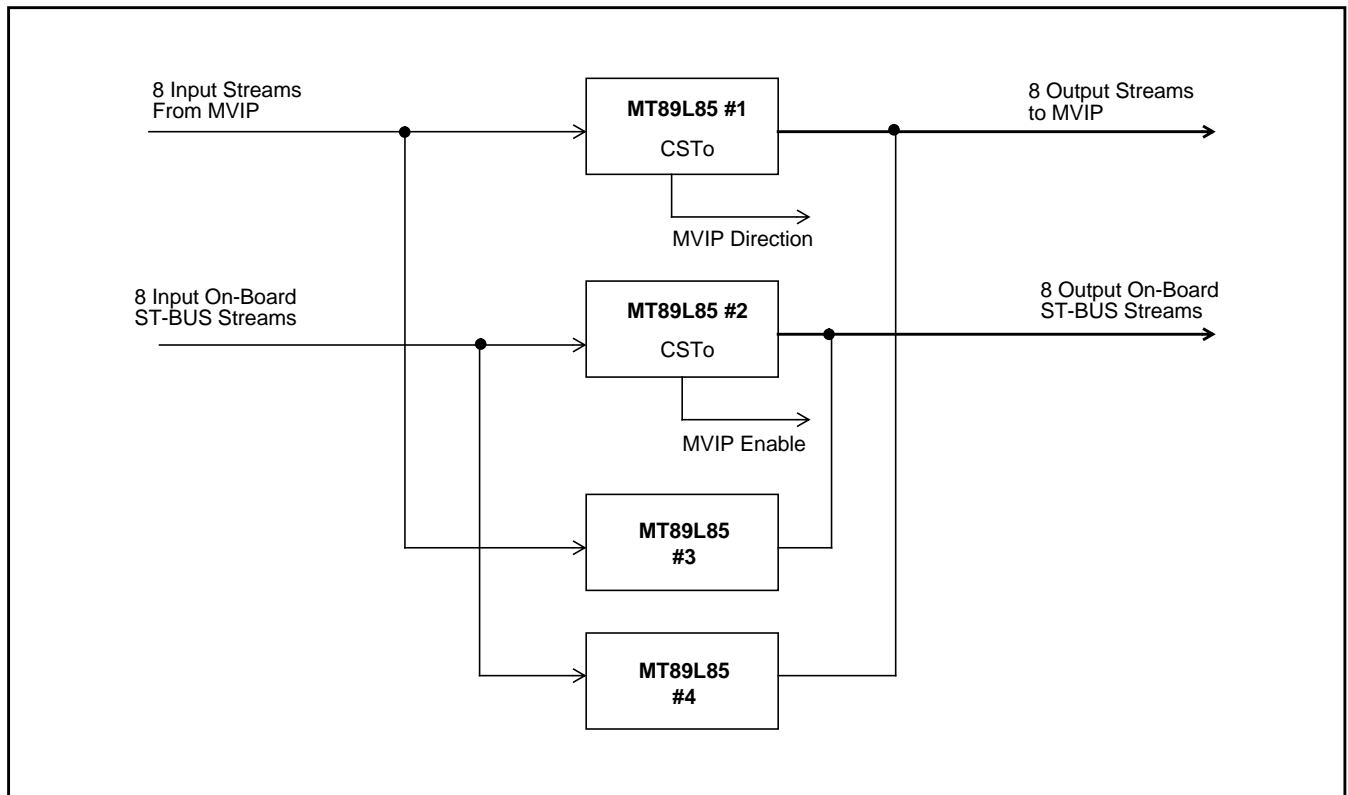 8 Input Streams
From MVIP
MT89L85 #1
CSTo
8 Output Streams
to MVIP
MVIP Direction
8 Input On-Board
ST-BUS Streams
MT89L85 #2
CSTo
8 Output On-Board
ST-BUS Streams
MVIP Enable
MT89L85
#3
MT89L85
#4